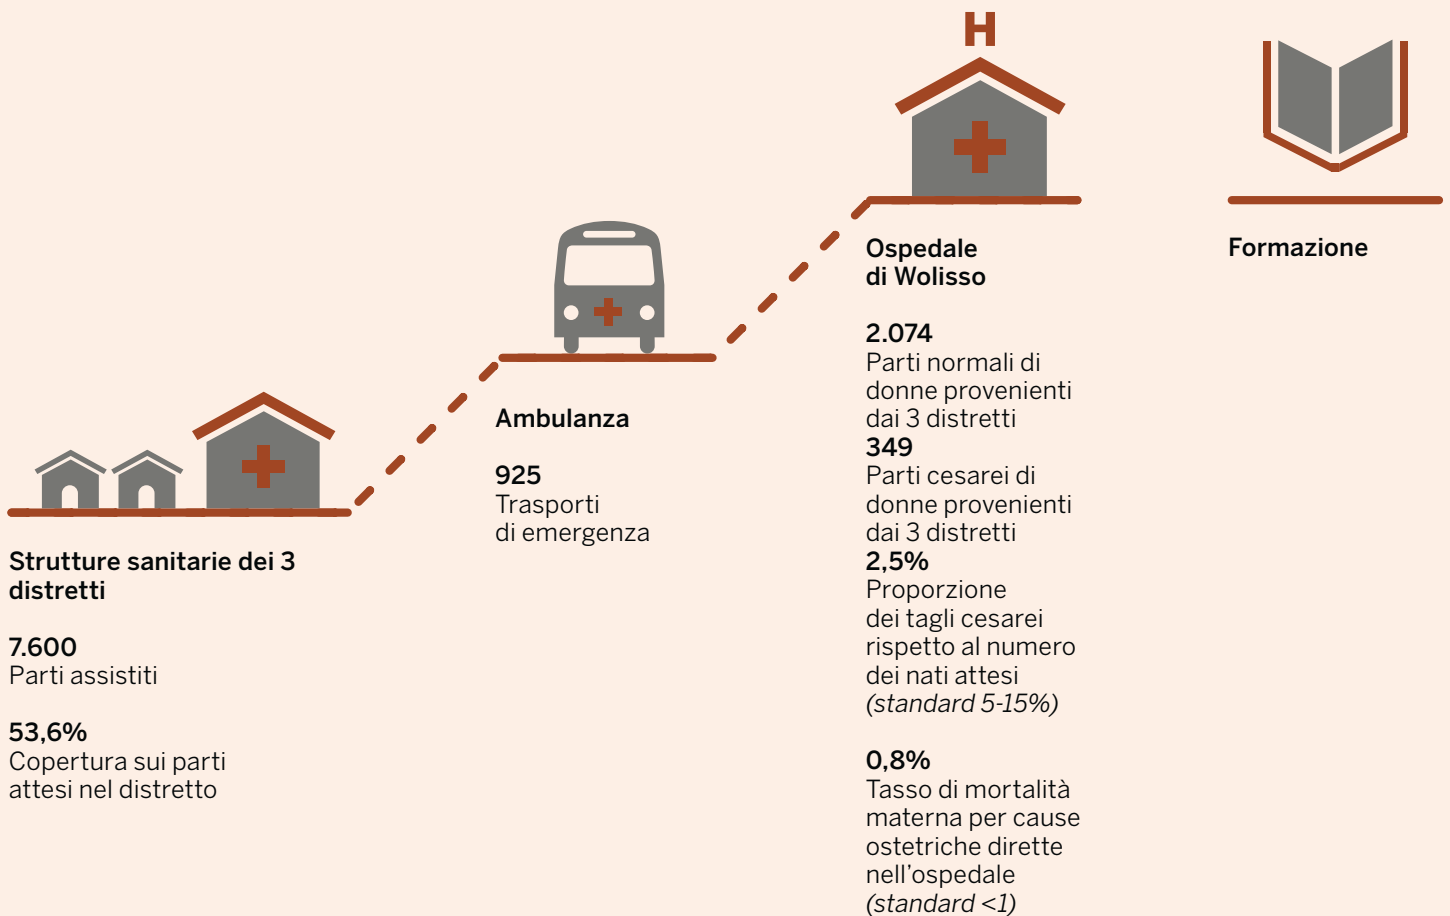 Strutture sanitarie dei 3
distretti
7.600
Parti assistiti
53,6%
Copertura sui parti
attesi nel distretto
Ambulanza
925
Trasporti
di emergenza
H
Ospedale
di Wolisso
2.074
Parti normali di
donne provenienti
dai 3 distretti
349
Parti cesarei di
donne provenienti
dai 3 distretti
2,5%
Proporzione
dei tagli cesarei
rispetto al numero
dei nati attesi
(standard 5-15%)
0,8%
Tasso di mortalità
materna per cause
ostetriche dirette
nell’ospedale
(standard <1)
Formazione